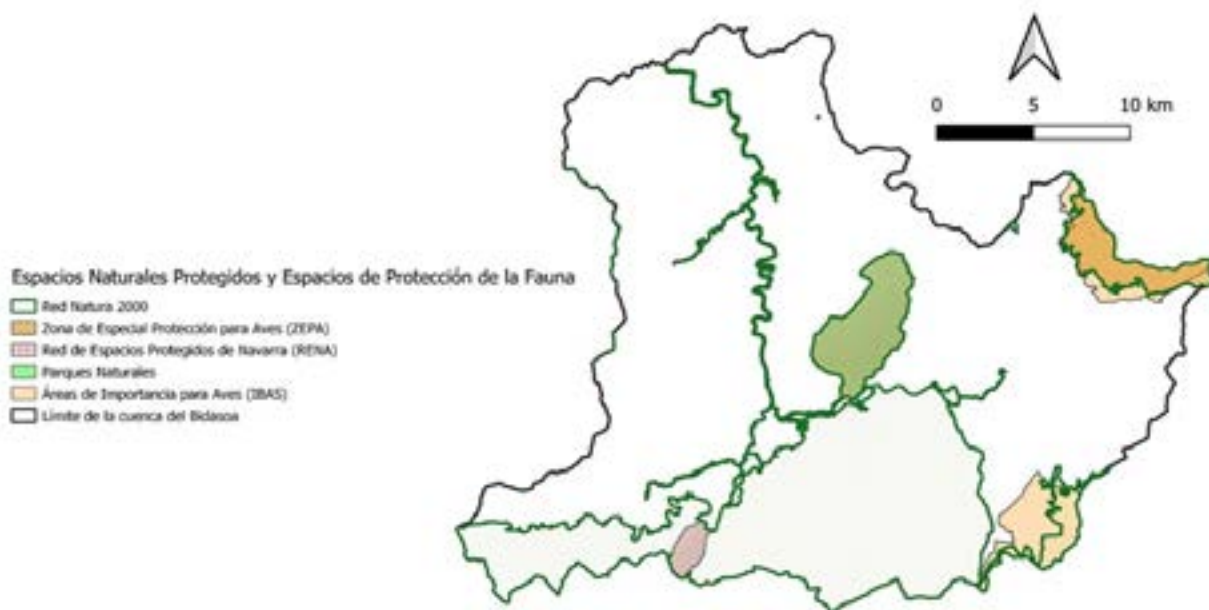 0 5 10 km
Espacios Naturales Protegidos y Espacios de Protección de la Fauna
Red Natura 2000
Zona de Especial Protección para Aves (ZEPA)
Red de Espacios Protegidos de Navarra (RENA)
Parques Naturales
Áreas de Importancia para Aves (IBAS)
Límite de la cuenca del Bidasoa